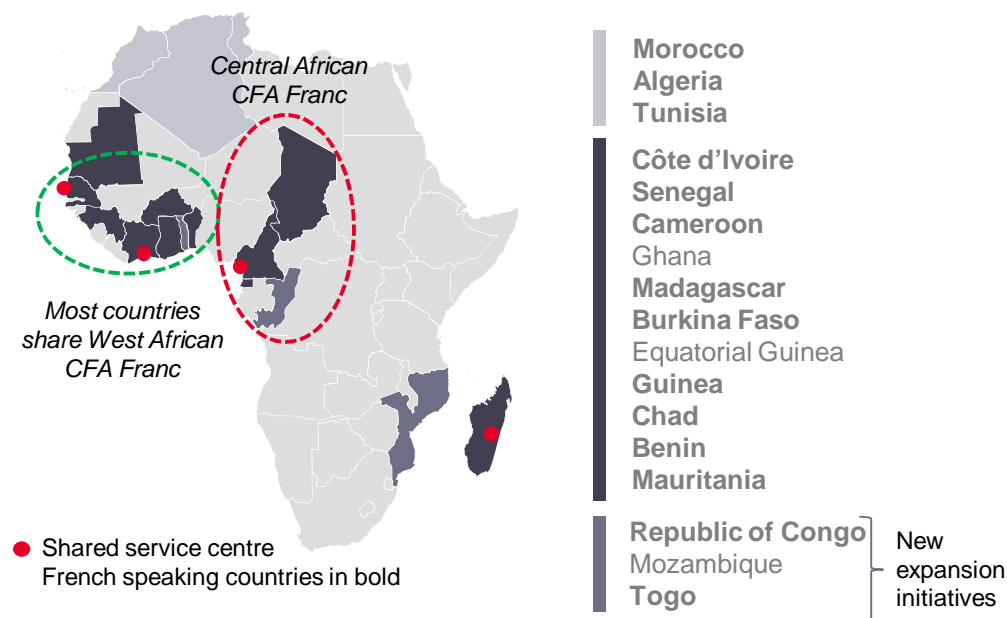 Central African
CFA Franc
Most countries
share West African
CFA Franc
Shared service centre
French speaking countries in bold
Morocco
Algeria
Tunisia
Côte d’Ivoire
Senegal
Cameroon
Ghana
Madagascar
Burkina Faso
Equatorial Guinea
Guinea
Chad
Benin
Mauritania
Republic of Congo
Mozambique
Togo
New
expansion
initiatives